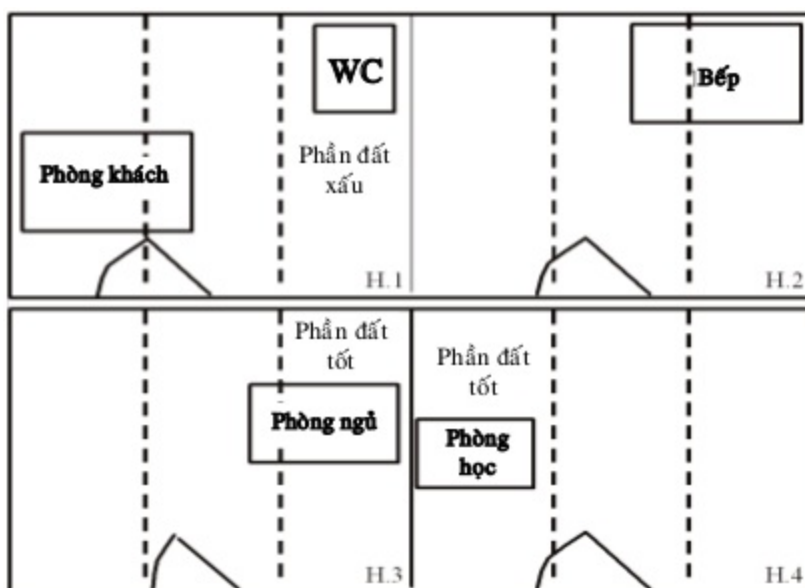 WC
Bếp
Phần đất
xấu
Phòng khách
H.1
H.2
Phần đất
tốt
Phòng ngủ
H.3
Phần đất
tốt
Phòng
học
H.4